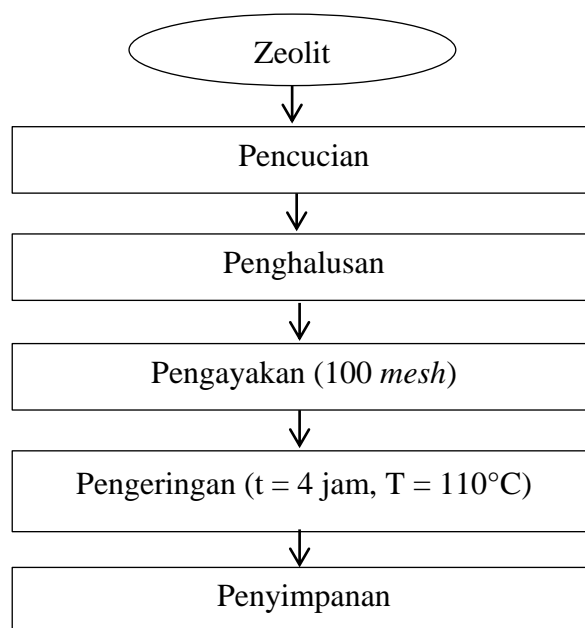 Zeolit
Pencucian
Penghalusan
Pengayakan (100 mesh)
Pengeringan (t = 4 jam, T = 110°C)
Penyimpanan